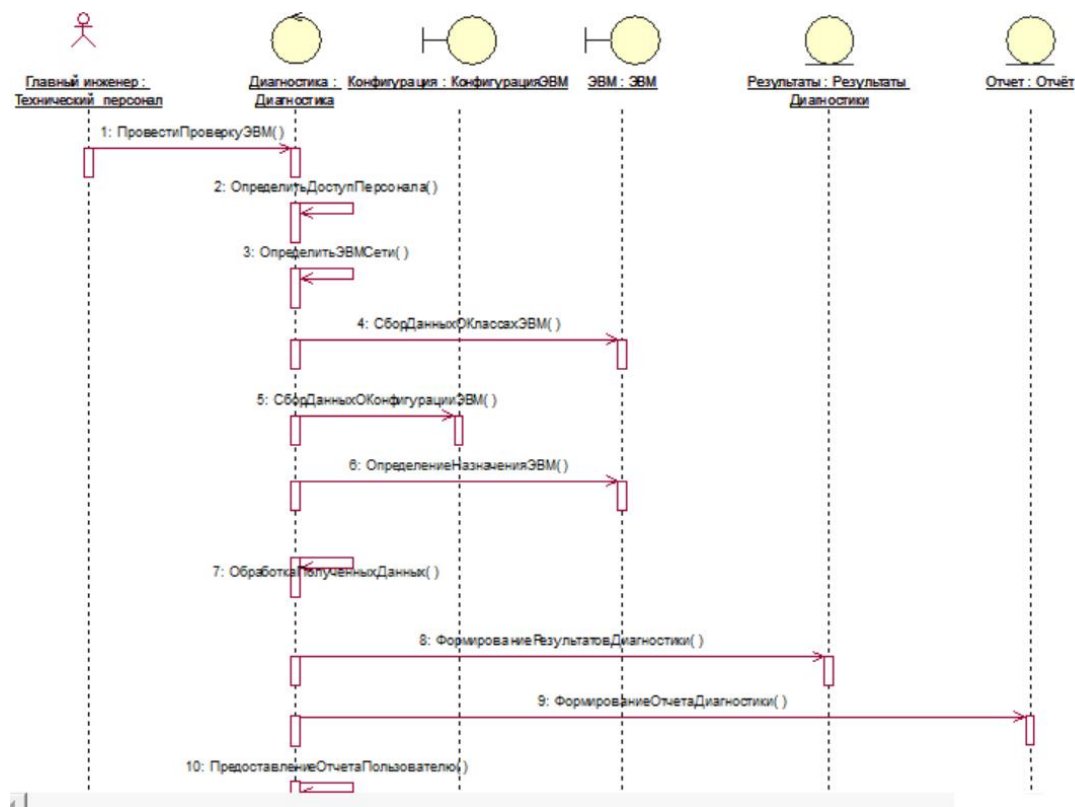 Главный инженер :
Технический персонал
Диагностика :
Диагностика
Конфигурация : КонфигурацияЭВМ
ЭВМ : ЭВМ
Результаты : Результаты
Диагностики
Отчет : Отчёт
1: ПровестиПроверкуЭВМ( )
2: ОпределитьДоступПерсонала( )
3: ОпределитьЭВМСети( )
4: СборДанныхОКлассахЭВМ( )
5: СборДанныхОКонфигурацииЭВМ( )
6: ОпределениеНазначенияЭВМ( )
7: ОбработкаПолученныхДанных( )
8: ФормированиеРезультатовДиагностики( )
9: ФормированиеОтчетаДиагностики( )
10: ПредоставлениеОтчетаПользователю( )